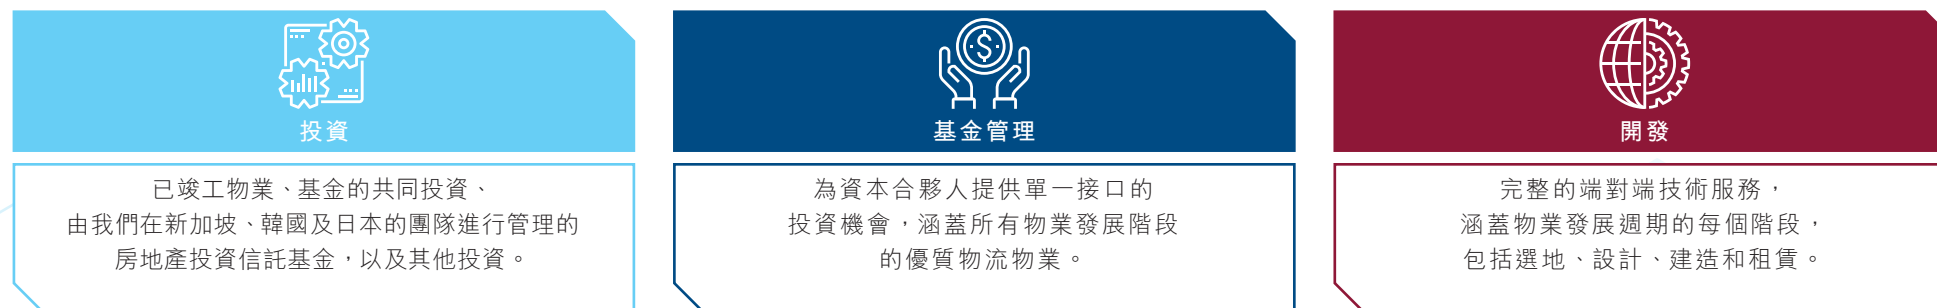 投資
已竣工物業、基金的共同投資、
由我們在新加坡、韓國及日本的團隊進行管理的
房地產投資信託基金，以及其他投資。
基金管理
為資本合夥人提供單一接口的
投資機會，涵蓋所有物業發展階段
的優質物流物業。
開發
完整的端對端技術服務，
涵蓋物業發展週期的每個階段，
包括選地、設計、建造和租賃。